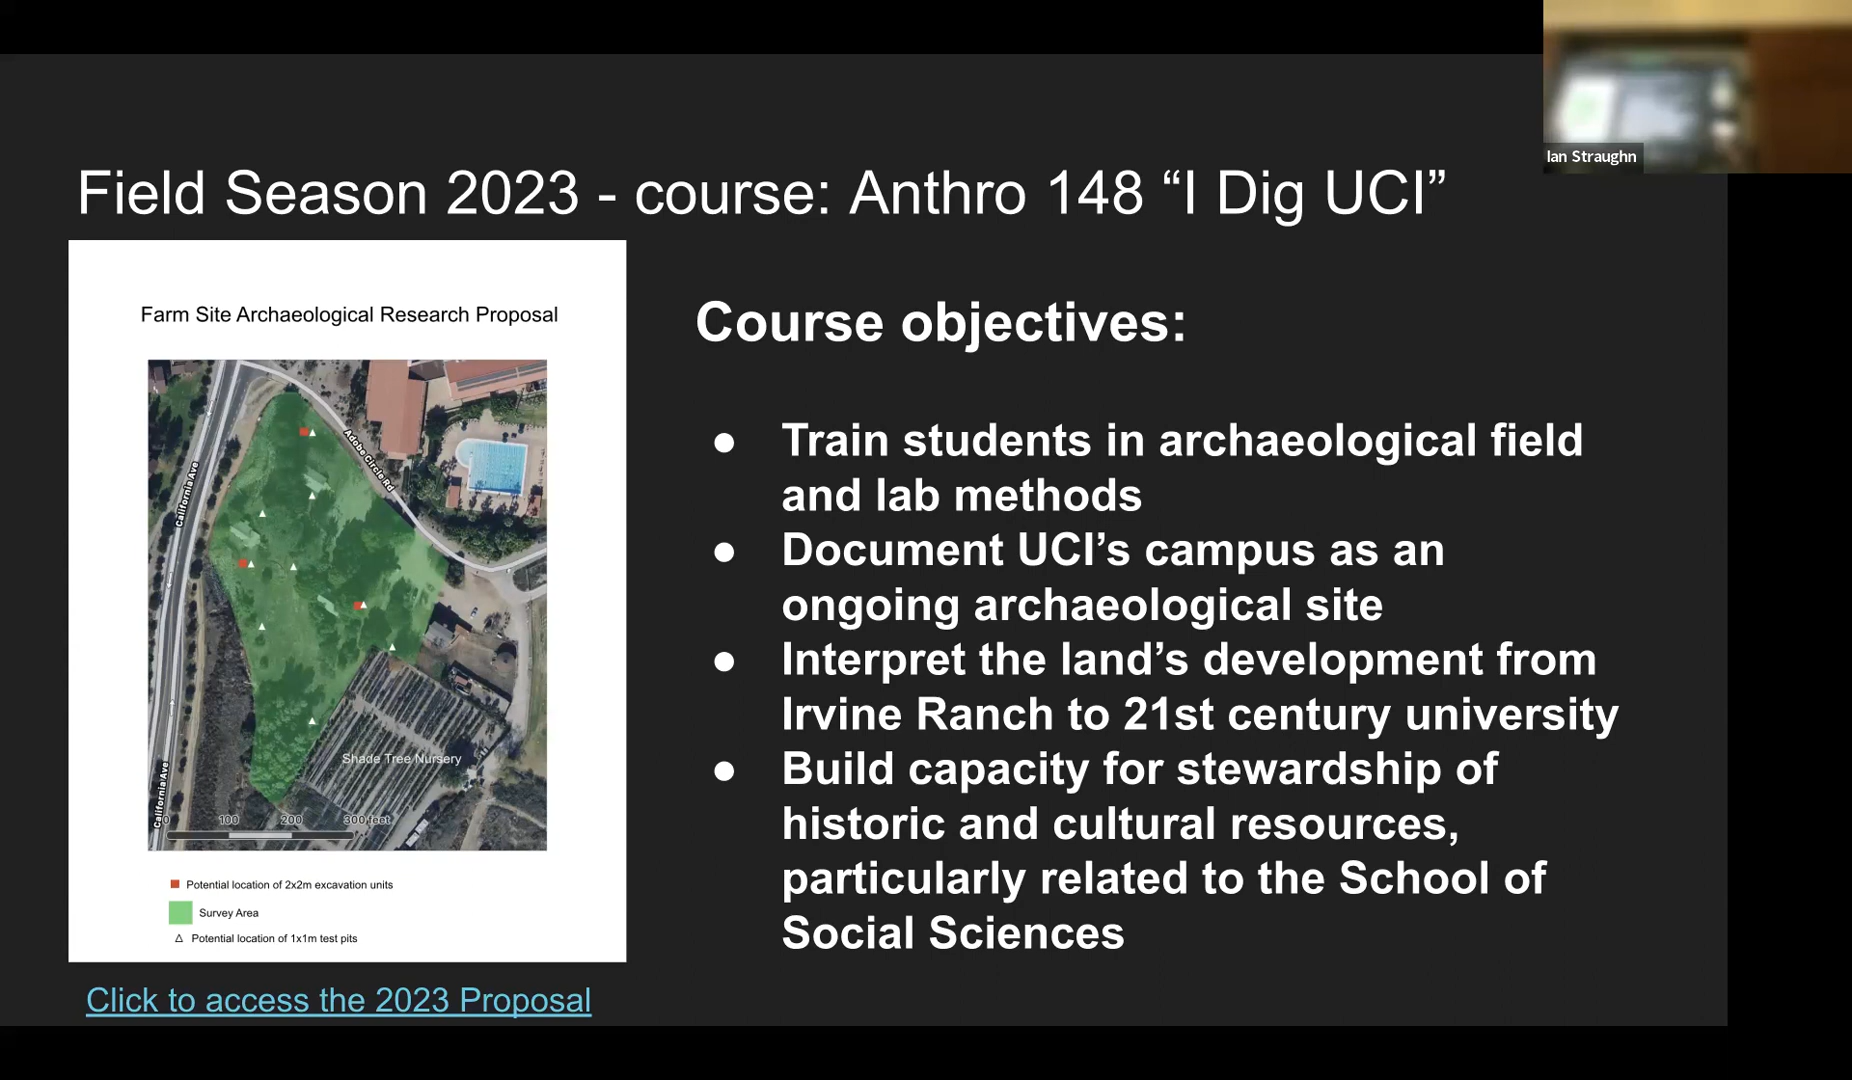 Ian Straughn
Field Season 2023 - course: Anthro 148 “I Dig UCI”
Farm Site Archaeological Research Proposal
California Ave
Adobe Circle Rd
Shade Tree Nursery
California Ave
0 100 200 300 feet
Potential location of 2x2m excavation units
Survey Area
Potential location of 1x1m test pits
Click to access the 2023 Proposal
Course objectives:
● Train students in archaeological field
and lab methods
● Document UCI’s campus as an
ongoing archaeological site
● Interpret the land’s development from
Irvine Ranch to 21st century university
● Build capacity for stewardship of
historic and cultural resources,
particularly related to the School of
Social Sciences